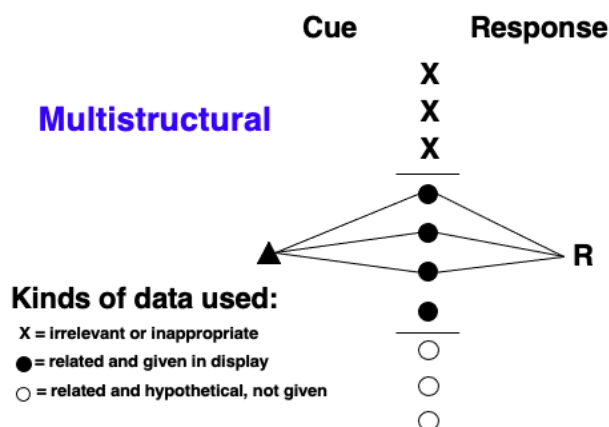 Cue Response
X
X
X
Multistructural
R
Kinds of data used:
X = irrelevant or inappropriate
= related and given in display
= related and hypothetical, not given